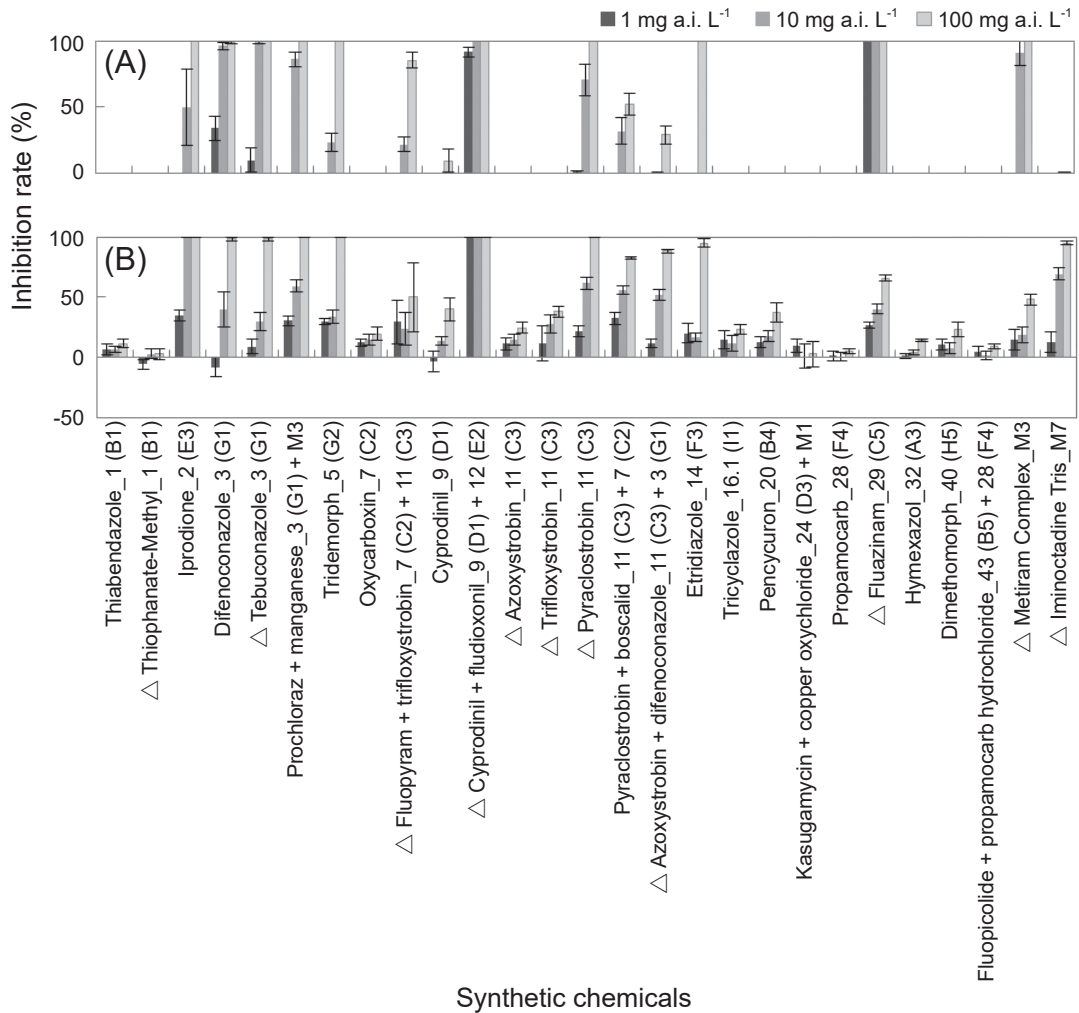 1 mg a.i. L-1 10 mg a.i. L-1 100 mg a.i. L-1
Inhibition rate (%)
(A)
100
50
0
(B)
100
50
0
-50
Thiabendazole_1 (B1)
△ Thiophanate-Methyl_1 (B1)
Iprodione_2 (E3)
Difenoconazole_3 (G1)
△ Tebuconazole_3 (G1)
Prochloraz + manganese_3 (G1) + M3
Tridemorph_5 (G2)
Oxycarboxin_7 (C2)
△ Fluopyram + trifloxystrobin_7 (C2) + 11 (C3)
Cyprodinil_9 (D1)
△ Cyprodinil + fludioxonil_9 (D1) + 12 (E2)
△ Azoxystrobin_11 (C3)
△ Trifloxystrobin_11 (C3)
△ Pyraclostrobin_11 (C3)
Pyraclostrobin + boscalid_11 (C3) + 7 (C2)
△ Azoxystrobin + difenoconazole_11 (C3) + 3 (G1)
Etridiazole_14 (F3)
Tricyclazole_16.1 (I1)
Pencycuron_20 (B4)
Kasugamycin + copper oxychloride_24 (D3) + M1
Propamocarb_28 (F4)
△ Fluazinam_29 (C5)
Hymexazol_32 (A3)
Dimethomorph_40 (H5)
Fluopicolide + propamocarb hydrochloride_43 (B5) + 28 (F4)
△ Metiram Complex_M3
△ Iminoctadine Tris_M7
Synthetic chemicals